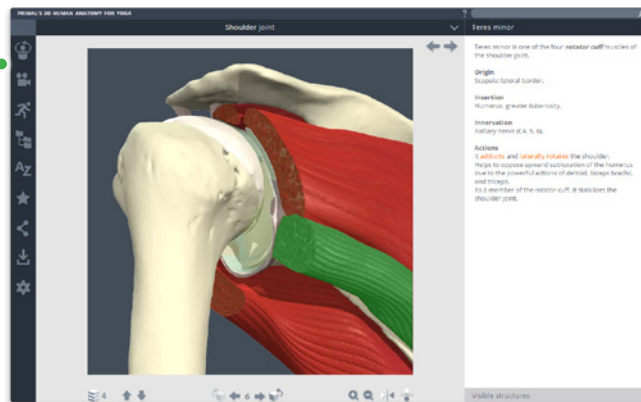 PRIMAL'S 3D HUMAN ANATOMY FOR YOGA
?
Shoulder joint
Teres minor
Teres minor is one of the four rotator cuff muscles of
the shoulder joint.
Origin
Scapula: lateral border.
Insertion
Humerus: greater tuberosity.
Innervation
Axillary nerve (C4, 5, 6).
Actions
It adducts and laterally rotates the shoulder.
Helps to oppose upward subluxation of the humerus
due to the powerful actions of deltoid, biceps brachii,
and triceps.
As a member of the rotator cuff, it stabilizes the
shoulder joint.
AZ
4
6
Visible structures